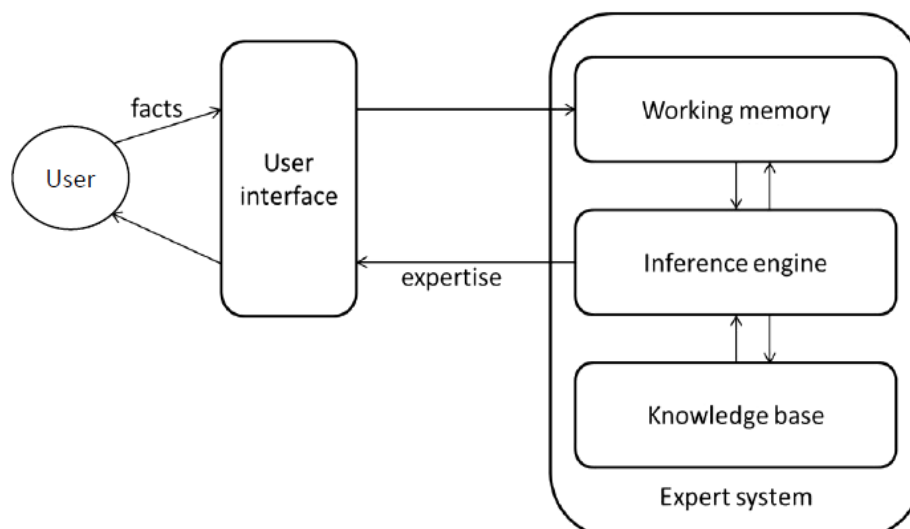 facts
User
User
interface
expertise
Working memory
Inference engine
Knowledge base
Expert system